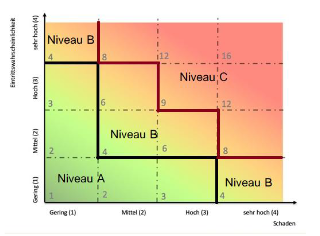 Eintrittswahrscheinlichkeit
sehr hoch (4)
Hoch (3)
Mittel (2)
Gering (1)
Niveau B
4
8
12
16
Niveau C
3
6
9
12
Niveau B
2
4
6
8
Niveau A
Niveau B
1
2
3
4
Gering (1)
Mittel (2)
Hoch (3)
sehr hoch (4)
Schaden